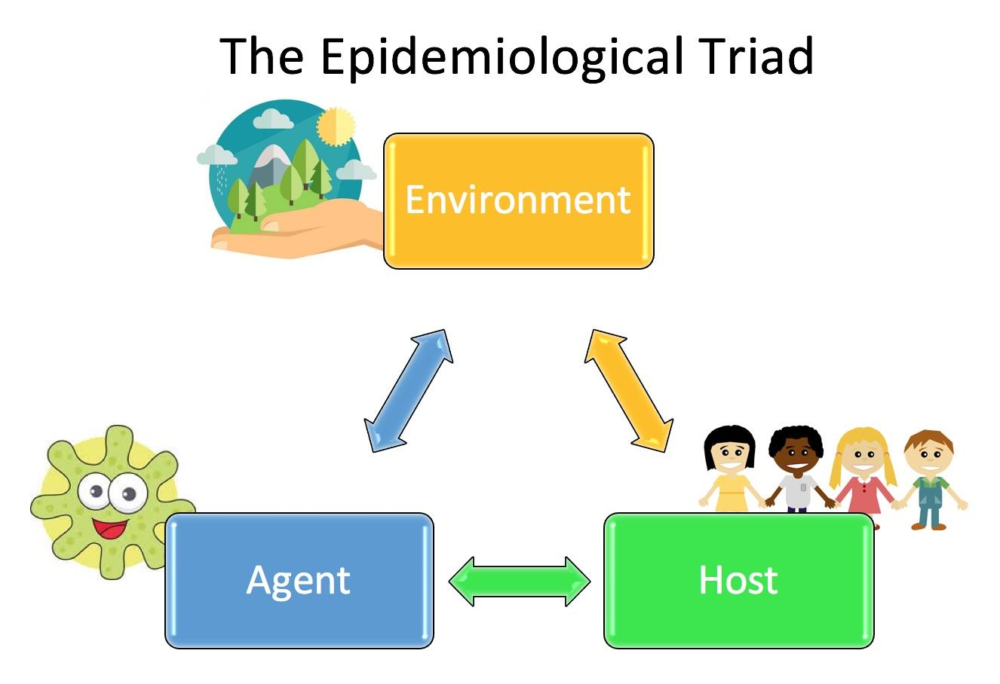 The Epidemiological Triad
Environment
Agent
Host